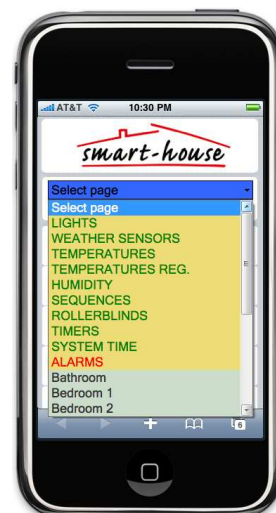 AT&T 10:30 PM
smart-house
Select page
Select page
LIGHTS
WEATHER SENSORS
TEMPERATURES
TEMPERATURES REG.
HUMIDITY
SEQUENCES
ROLLERBLINDS
TIMERS
SYSTEM TIME
ALARMS
Bathroom
Bedroom 1
Bedroom 2
6